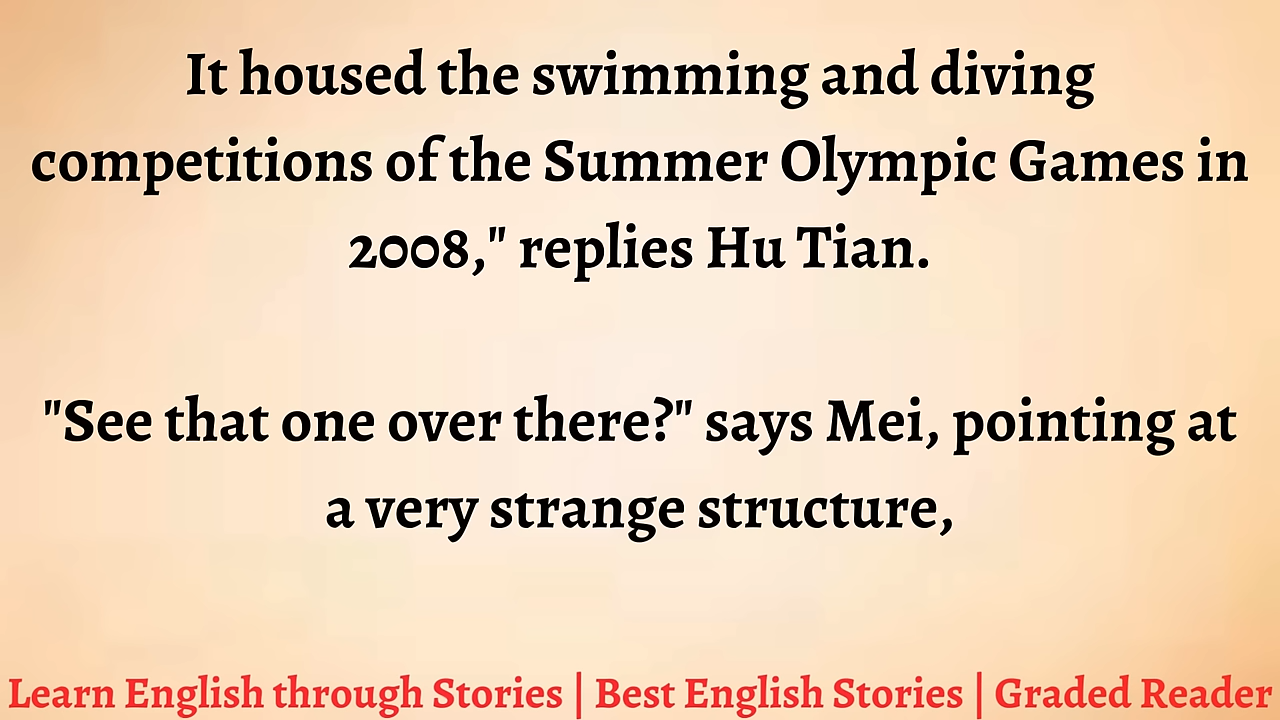 It housed the swimming and diving
competitions of the Summer Olympic Games in
2008," replies Hu Tian.
"See that one over there?" says Mei, pointing at
a very strange structure,
Learn English through Stories | Best English Stories | Graded Reader